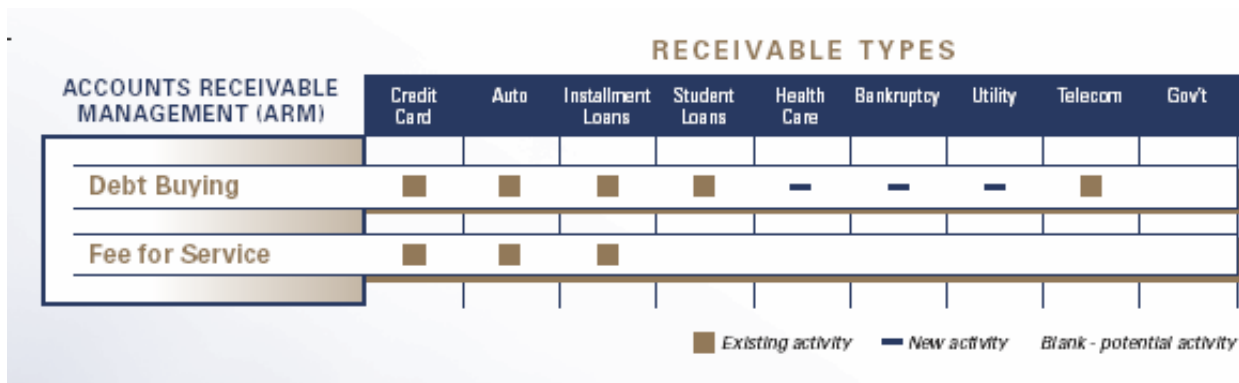 RECEIVABLE TYPES
ACCOUNTS RECEIVABLE
MANAGEMENT (ARM)
Credit
Card
Auto
Installment
Loans
Student
Loans
Health
Care
Bankruptcy
Utility
Telecom
Gov't
Debt Buying
Fee for Service
Existing activity
New activity
Blank - potential activity